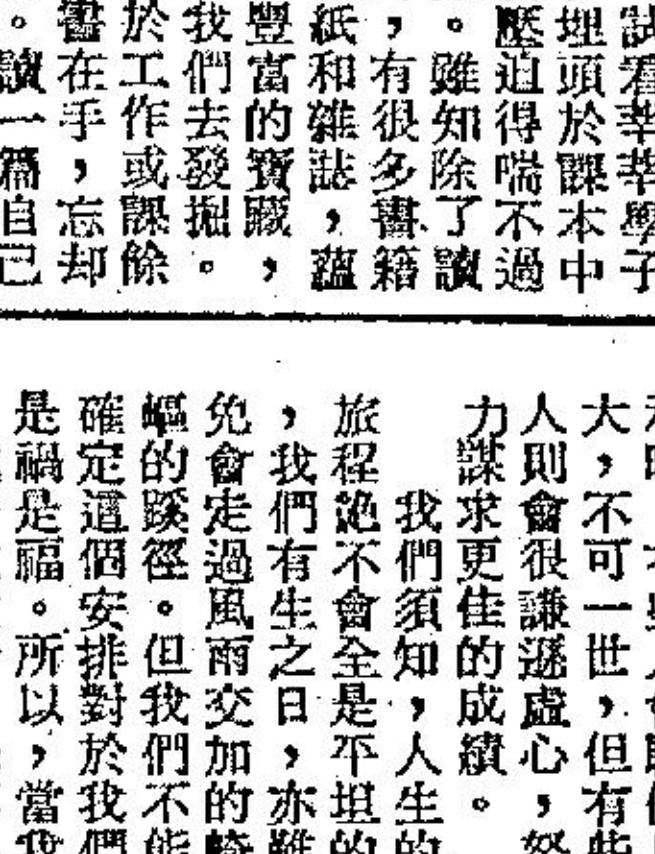 試看莘莘學子
埋頭於課本中
壓迫得喘不過
。雖知除了讀
，有很多書籍
紙和雜誌，蘊
豐富的寶藏，
我們去發掘。
於工作或課餘
書在手，忘却
。讀一篇自己
大，不可一世，但有些
人則會很謙遜虛心，努
力謀求更佳的成績。
我們須知，人生的
旅程絕不會全是平坦的
，我們有生之日，亦難
免會走過風雨交加的崎
嶇的蹊徑。但我們不能
確定這個安排對於我們
是禍是福。所以，當我